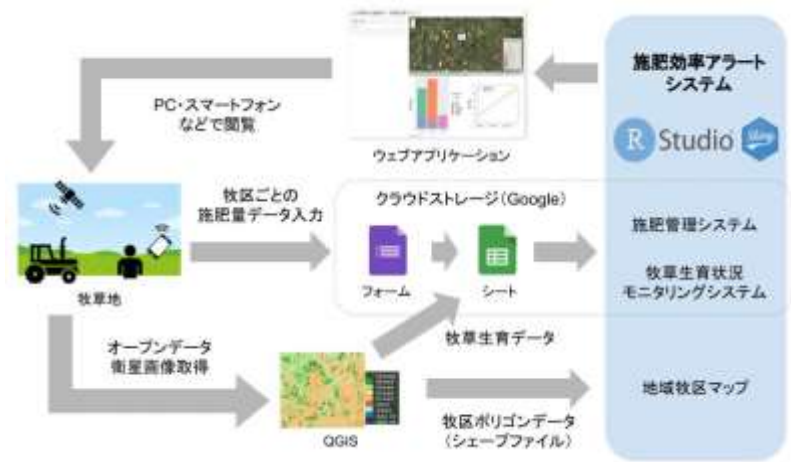 施肥効率アラート
システム
R Studio
PC・スマートフォン
などで閲覧
ウェブアプリケーション
牧区ごとの
施肥量データ入力
クラウドストレージ(Google)
施肥管理システム
フォーム
シート
牧草生育状況
モニタリングシステム
牧草地
オープンデータ
衛星画像取得
牧草生育データ
地域牧区マップ
牧区ポリゴンデータ
(シェープファイル)
QGIS